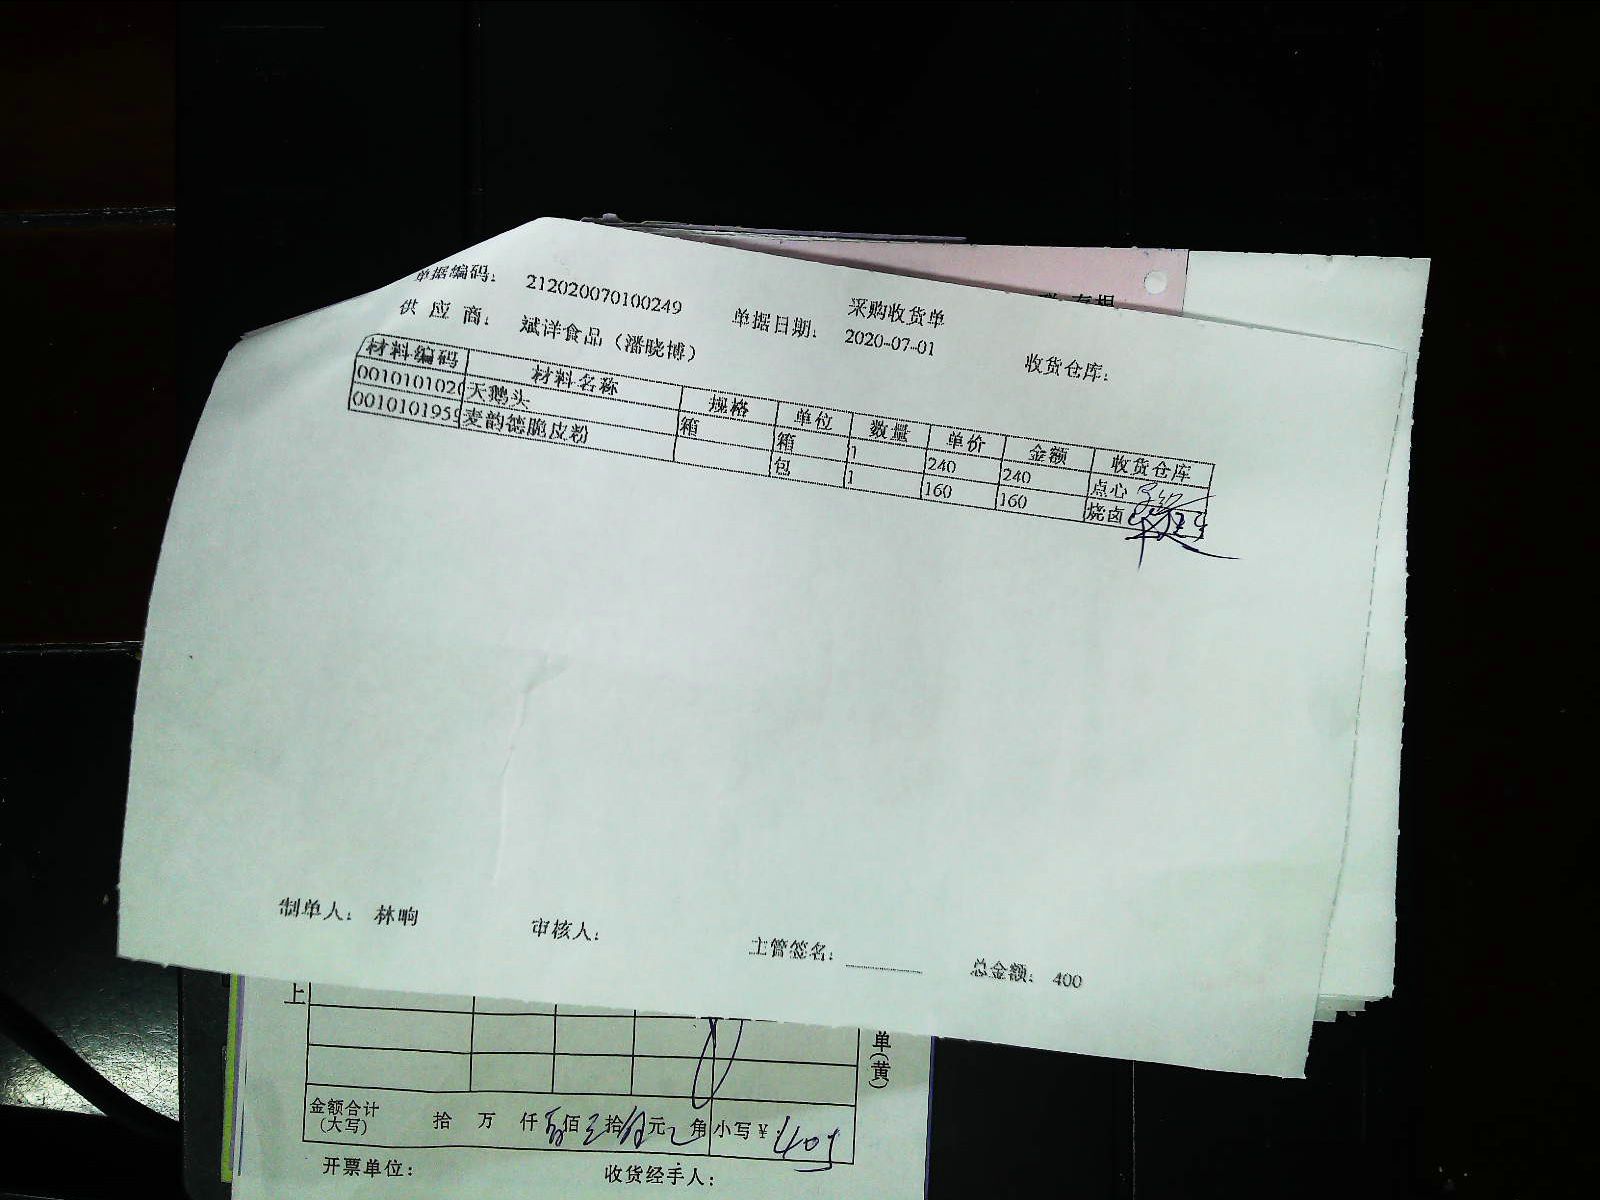 采购收货单
单据编码： 212020070100249 单据日期： 2020-07-01 收货仓库：
供应商： 斌洋食品（潘晓博）
材料编码 材料名称 规格 单位 数量 单价 金额 收货仓库
001010102 天鹅头 箱 箱 1 240 240 点心
0010101959 麦韵德脆皮粉 包 1 160 160 烧卤
制单人： 林响 审核人： 主管签名： 总金额： 400
上
单(黄)
金额合计(大写) 拾 万 仟 佰 拾 元 角 小写￥
开票单位： 收货经手人：